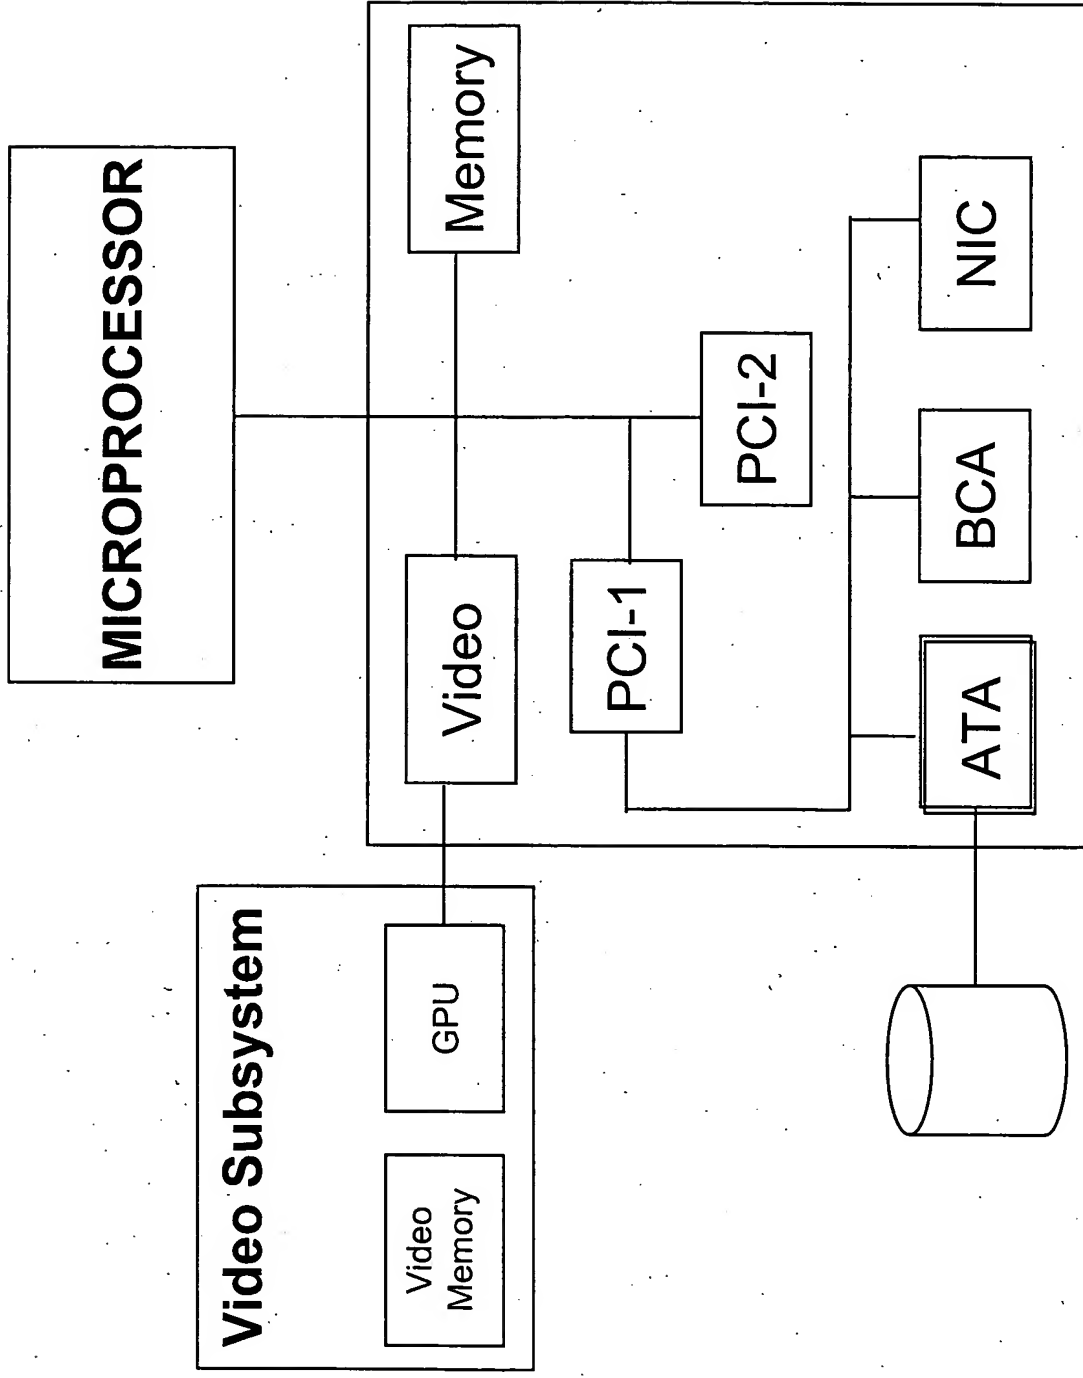 MICROPROCESSOR
Video Subsystem
Video
Memory
GPU
Video
Memory
PCI-1
PCI-2
ATA
BCA
NIC